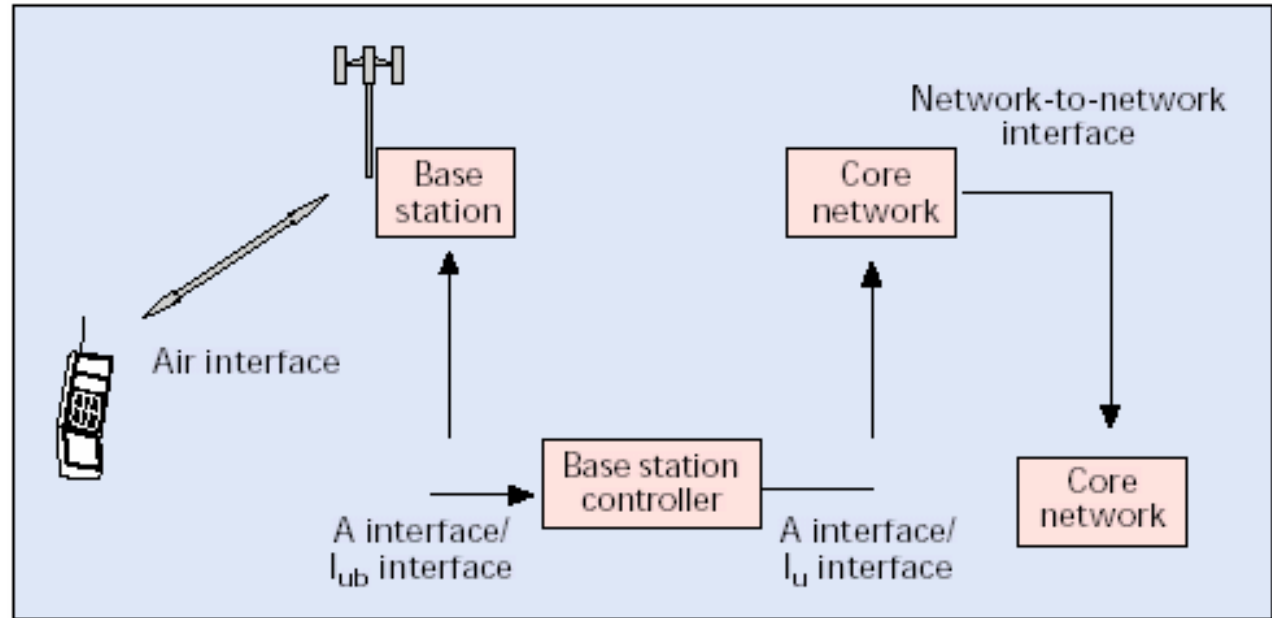 Network-to-network
interface
Base
station
Core
network
Air interface
Base station
controller
Core
network
A interface/
Iub interface
A interface/
Iu interface